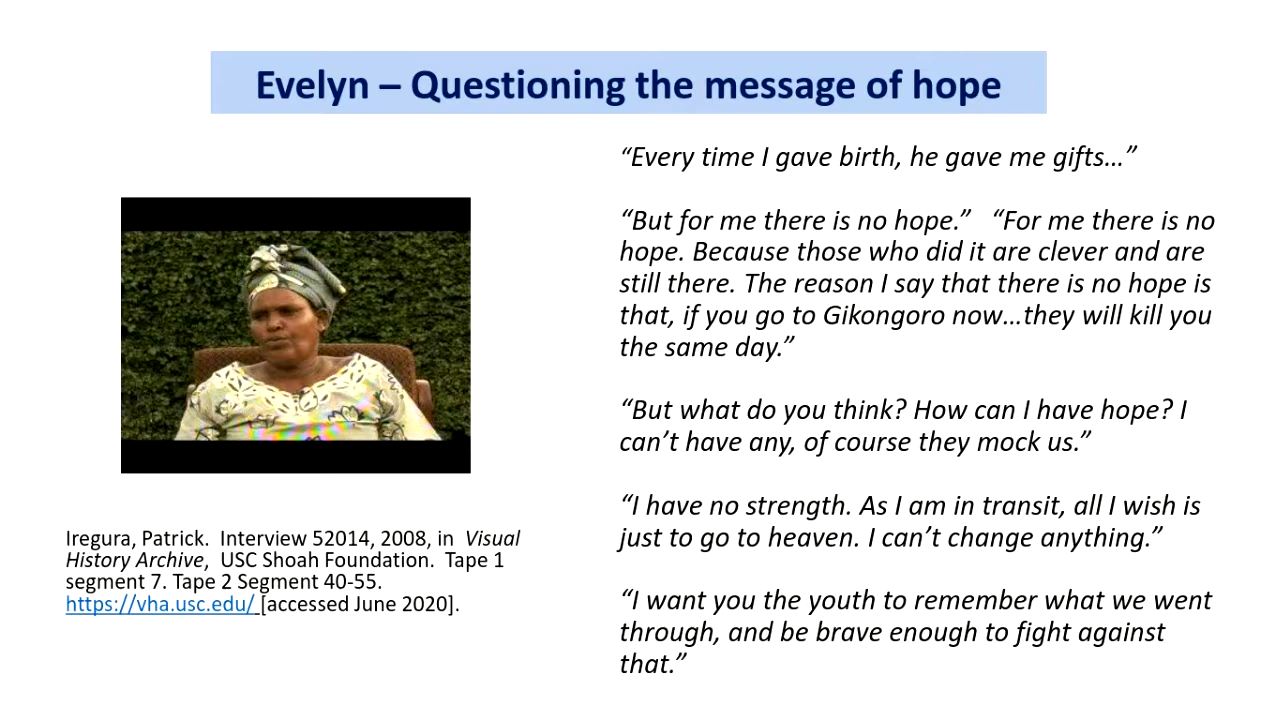 Evelyn – Questioning the message of hope
“Every time I gave birth, he gave me gifts…”
“But for me there is no hope.”   “For me there is no
hope. Because those who did it are clever and are
still there. The reason I say that there is no hope is
that, if you go to Gikongoro now…they will kill you
the same day.”
“But what do you think? How can I have hope? I
can’t have any, of course they mock us.”
“I have no strength. As I am in transit, all I wish is
just to go to heaven. I can’t change anything.”
“I want you the youth to remember what we went
through, and be brave enough to fight against
that.”
Iregura, Patrick.  Interview 52014, 2008, in  Visual
History Archive,  USC Shoah Foundation.  Tape 1
segment 7. Tape 2 Segment 40-55.
https://vha.usc.edu/ [accessed June 2020].